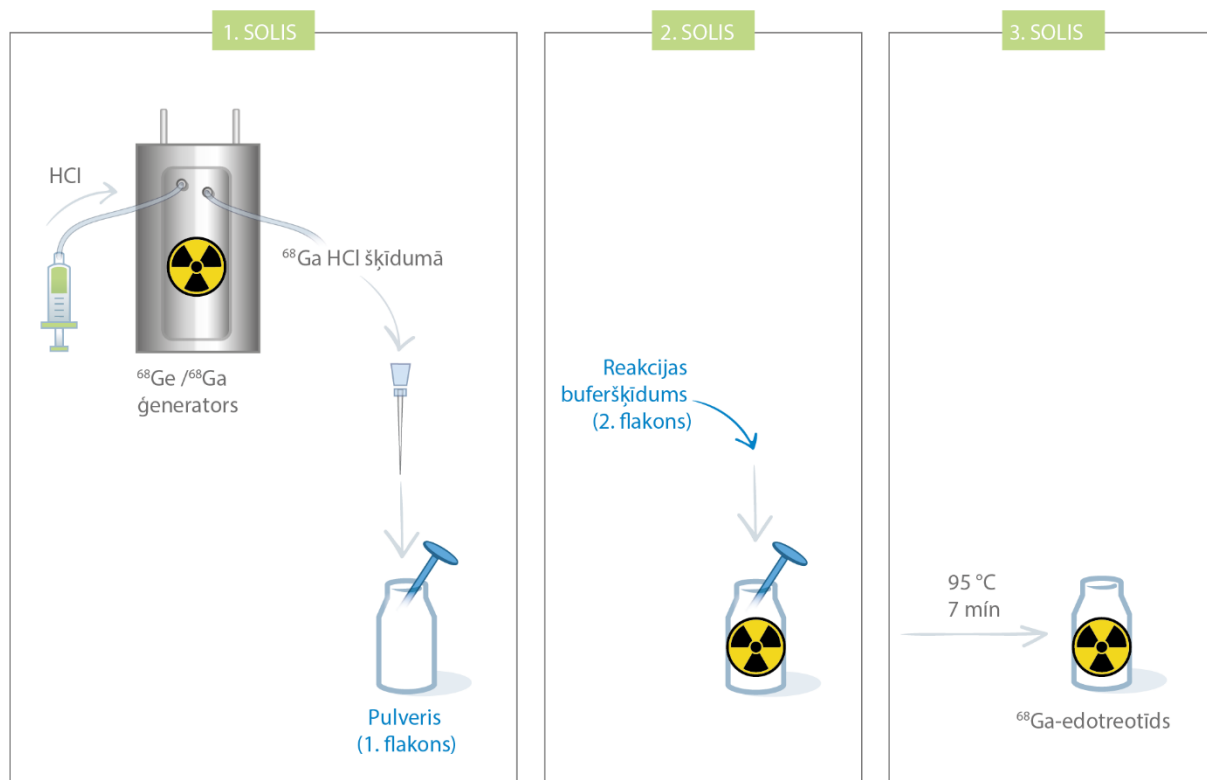 1. SOLIS
HCl
⁶⁸Ga HCl šķīdumā
⁶⁸Ge /⁶⁸Ga
ģenerators
Pulveris
(1. flakons)
2. SOLIS
Reakcijas
buferšķīdums
(2. flakons)
3. SOLIS
95 °C
7 mín
⁶⁸Ga-edotreotīds